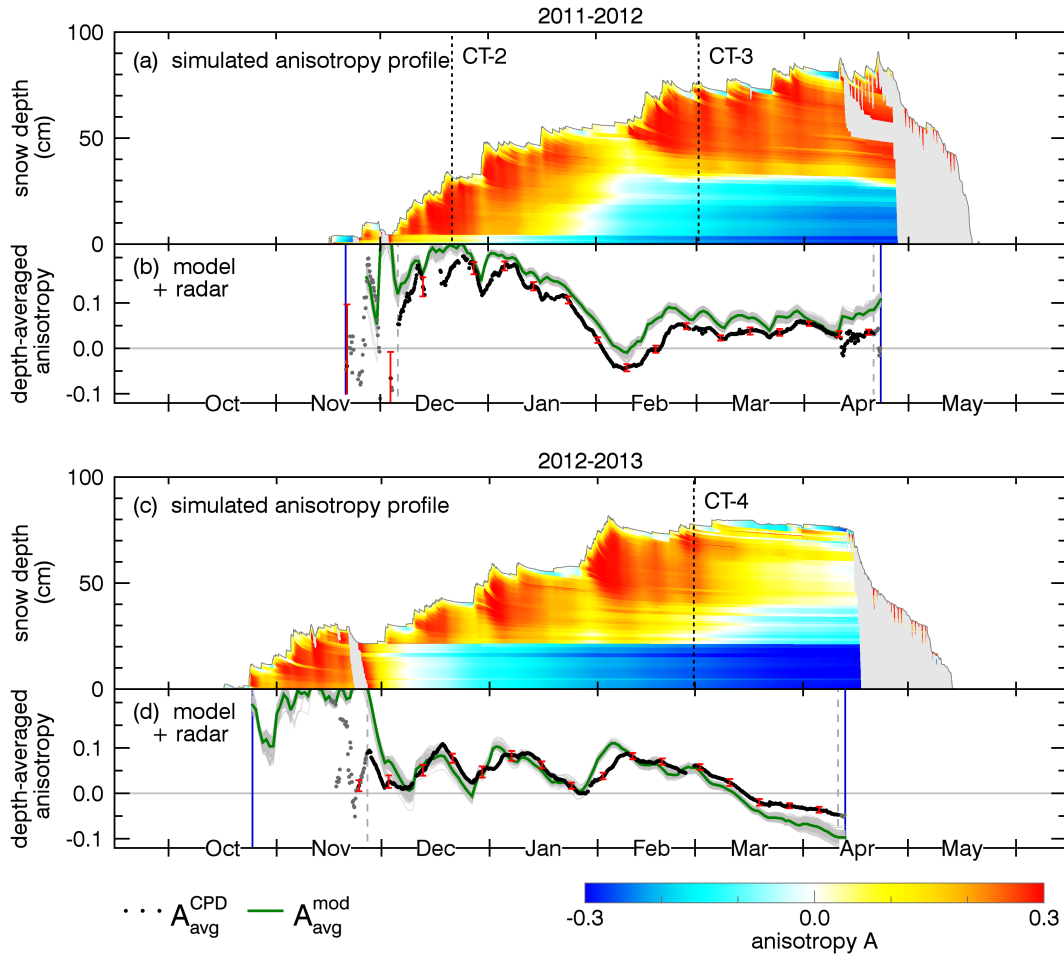 2011-2012
100
(a) simulated anisotropy profile
CT-2
CT-3
snow depth
(cm)
50
0
(b) model
+ radar
depth-averaged
anisotropy
0.1
0.0
-0.1
Oct Nov Dec Jan Feb Mar Apr May
2012-2013
100
(c) simulated anisotropy profile
CT-4
snow depth
(cm)
50
0
(d) model
+ radar
depth-averaged
anisotropy
0.1
0.0
-0.1
Oct Nov Dec Jan Feb Mar Apr May
A CPD avg
A mod avg
-0.3 0.0 0.3
anisotropy A